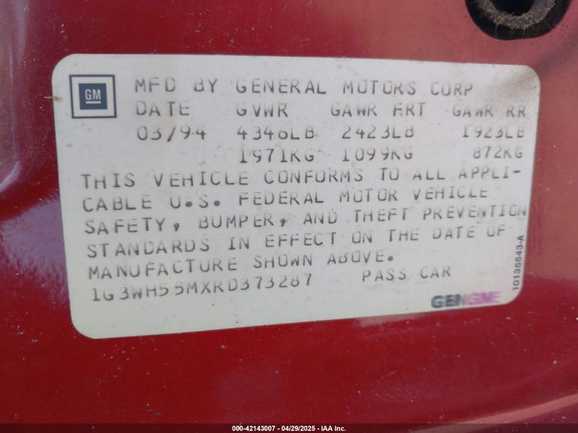 GM
MFD BY GENERAL MOTORS CORP
DATE GVWR GAWR FRT GAWR RR
03/94 4346LB 2423LB 1923LB
1971KG 1099KG 872KG
THIS VEHICLE CONFORMS TO ALL APPLI-
CABLE U.S. FEDERAL MOTOR VEHICLE
SAFETY, BUMPER, AND THEFT PREVENTION
STANDARDS IN EFFECT ON THE DATE OF
MANUFACTURE SHOWN ABOVE.
1G3WH55MXRD373287 PASS CAR
10135643-A
000-42143007 - 04/29/2025 - IAA Inc.